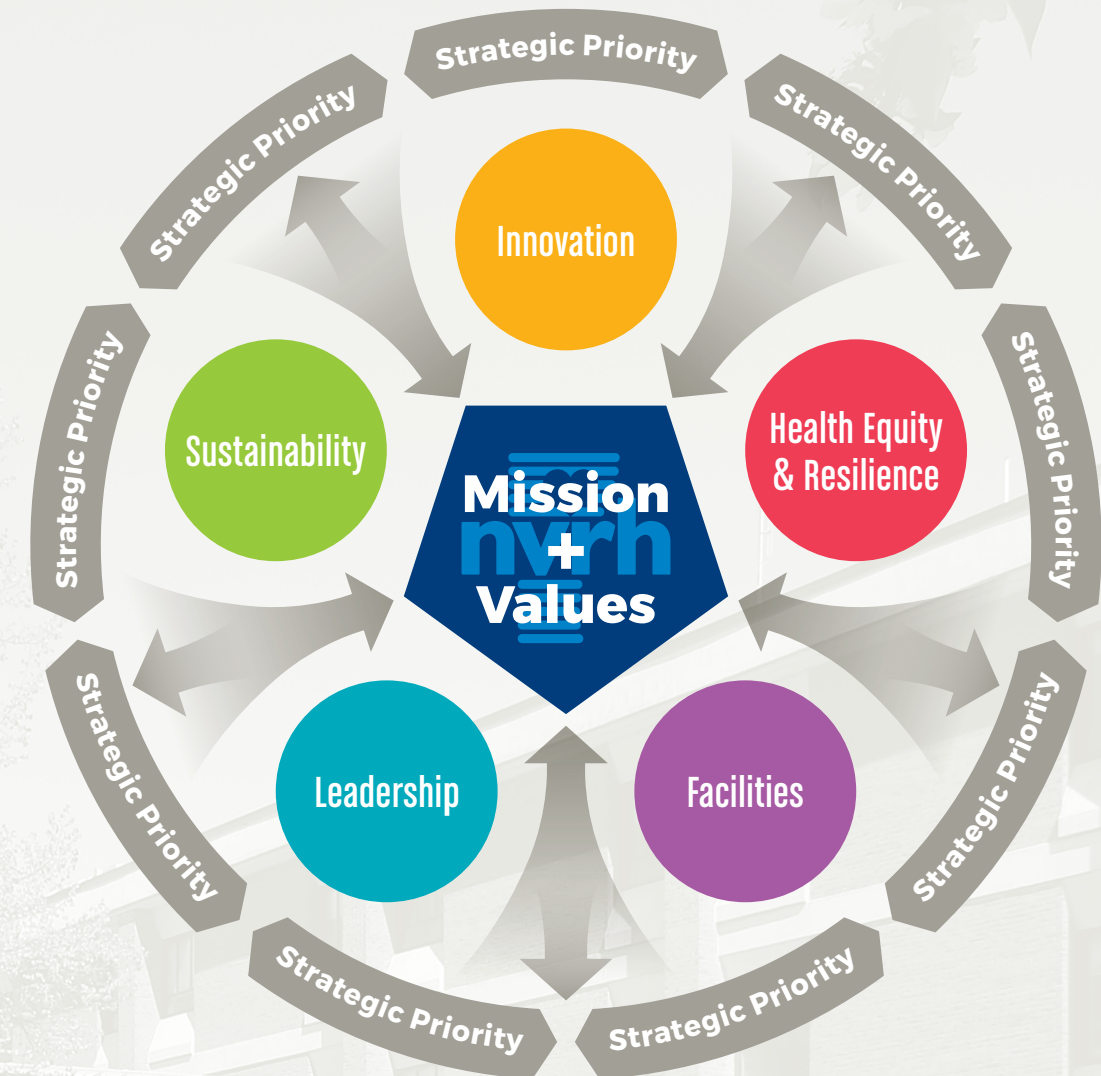 Strategic Priority
Strategic Priority
Strategic Priority
Strategic Priority
Strategic Priority
Strategic Priority
Strategic Priority
Strategic Priority
Strategic Priority
Innovation
Sustainability
Health Equity
& Resilience
Mission
nvrh
+
Values
Leadership
Facilities